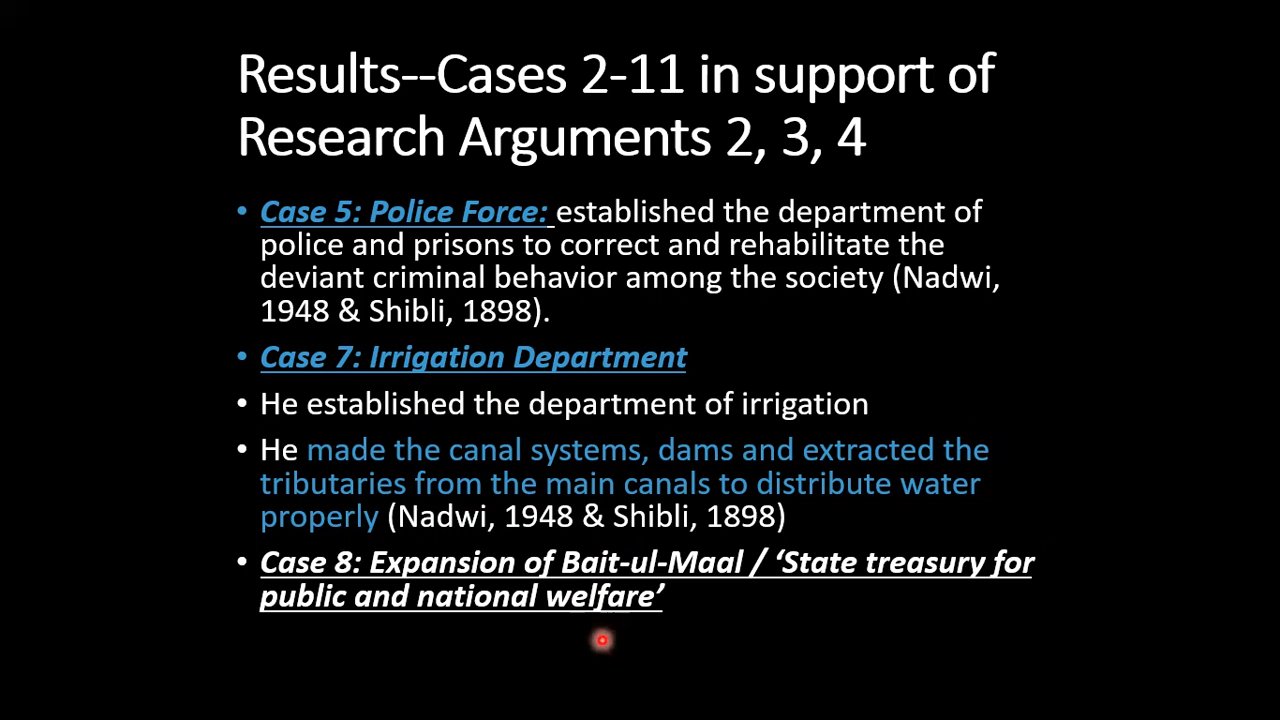 Results--Cases 2-11 in support of
Research Arguments 2, 3, 4
• Case 5: Police Force: established the department of
police and prisons to correct and rehabilitate the
deviant criminal behavior among the society (Nadwi,
1948 & Shibli, 1898).
• Case 7: Irrigation Department
• He established the department of irrigation
• He made the canal systems, dams and extracted the
tributaries from the main canals to distribute water
properly (Nadwi, 1948 & Shibli, 1898)
• Case 8: Expansion of Bait-ul-Maal / ‘State treasury for
public and national welfare’